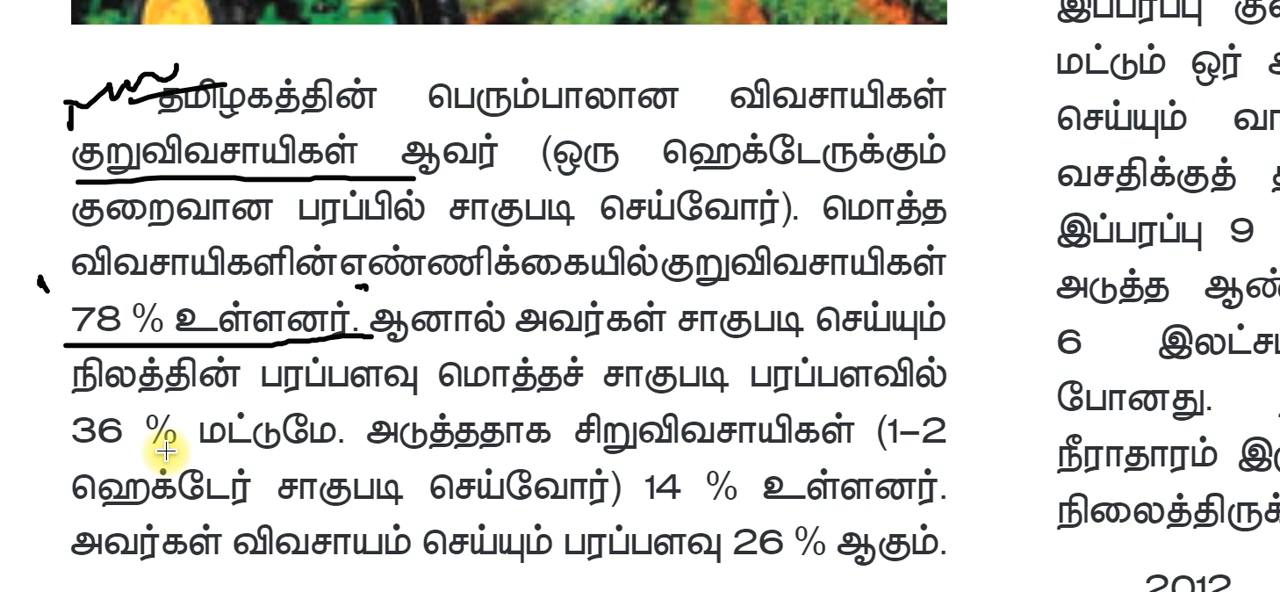 தமிழகத்தின் பெரும்பாலான விவசாயிகள்
குறுவிவசாயிகள் ஆவர் (ஒரு ஹெக்டேருக்கும்
குறைவான பரப்பில் சாகுபடி செய்வோர்). மொத்த
விவசாயிகளின்எண்ணிக்கையில்குறுவிவசாயிகள்
78 % உள்ளனர். ஆனால் அவர்கள் சாகுபடி செய்யும்
நிலத்தின் பரப்பளவு மொத்தச் சாகுபடி பரப்பளவில்
36 % மட்டுமே. அடுத்ததாக சிறுவிவசாயிகள் (1–2
ஹெக்டேர் சாகுபடி செய்வோர்) 14 % உள்ளனர்.
அவர்கள் விவசாயம் செய்யும் பரப்பளவு 26 % ஆகும்.
இப்பரப்பு
மட்டும் ஓர்
செய்யும்
வசதிக்குத்
இப்பரப்பு 9
அடுத்த
6
போனது.
நீராதாரம்
2012